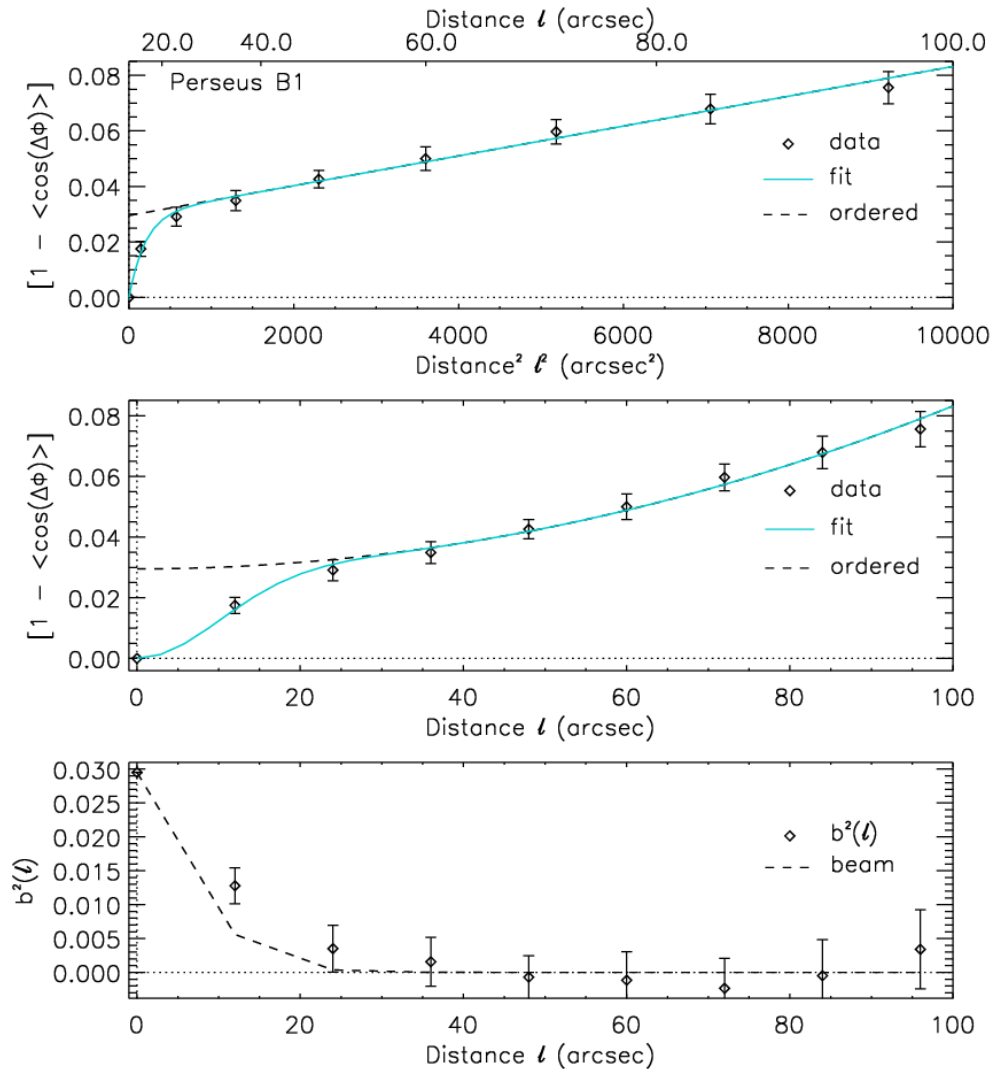 Distance ℓ (arcsec)
20.0 40.0 60.0 80.0 100.0
Perseus B1
[1 - <cos(ΔΦ)>]
0.08
0.06
0.04
0.02
0.00
data
fit
ordered
0 2000 4000 6000 8000 10000
Distance² ℓ² (arcsec²)
[1 - <cos(ΔΦ)>]
0.08
0.06
0.04
0.02
0.00
data
fit
ordered
0 20 40 60 80 100
Distance ℓ (arcsec)
b²(ℓ)
0.030
0.025
0.020
0.015
0.010
0.005
0.000
b²(ℓ)
beam
0 20 40 60 80 100
Distance ℓ (arcsec)